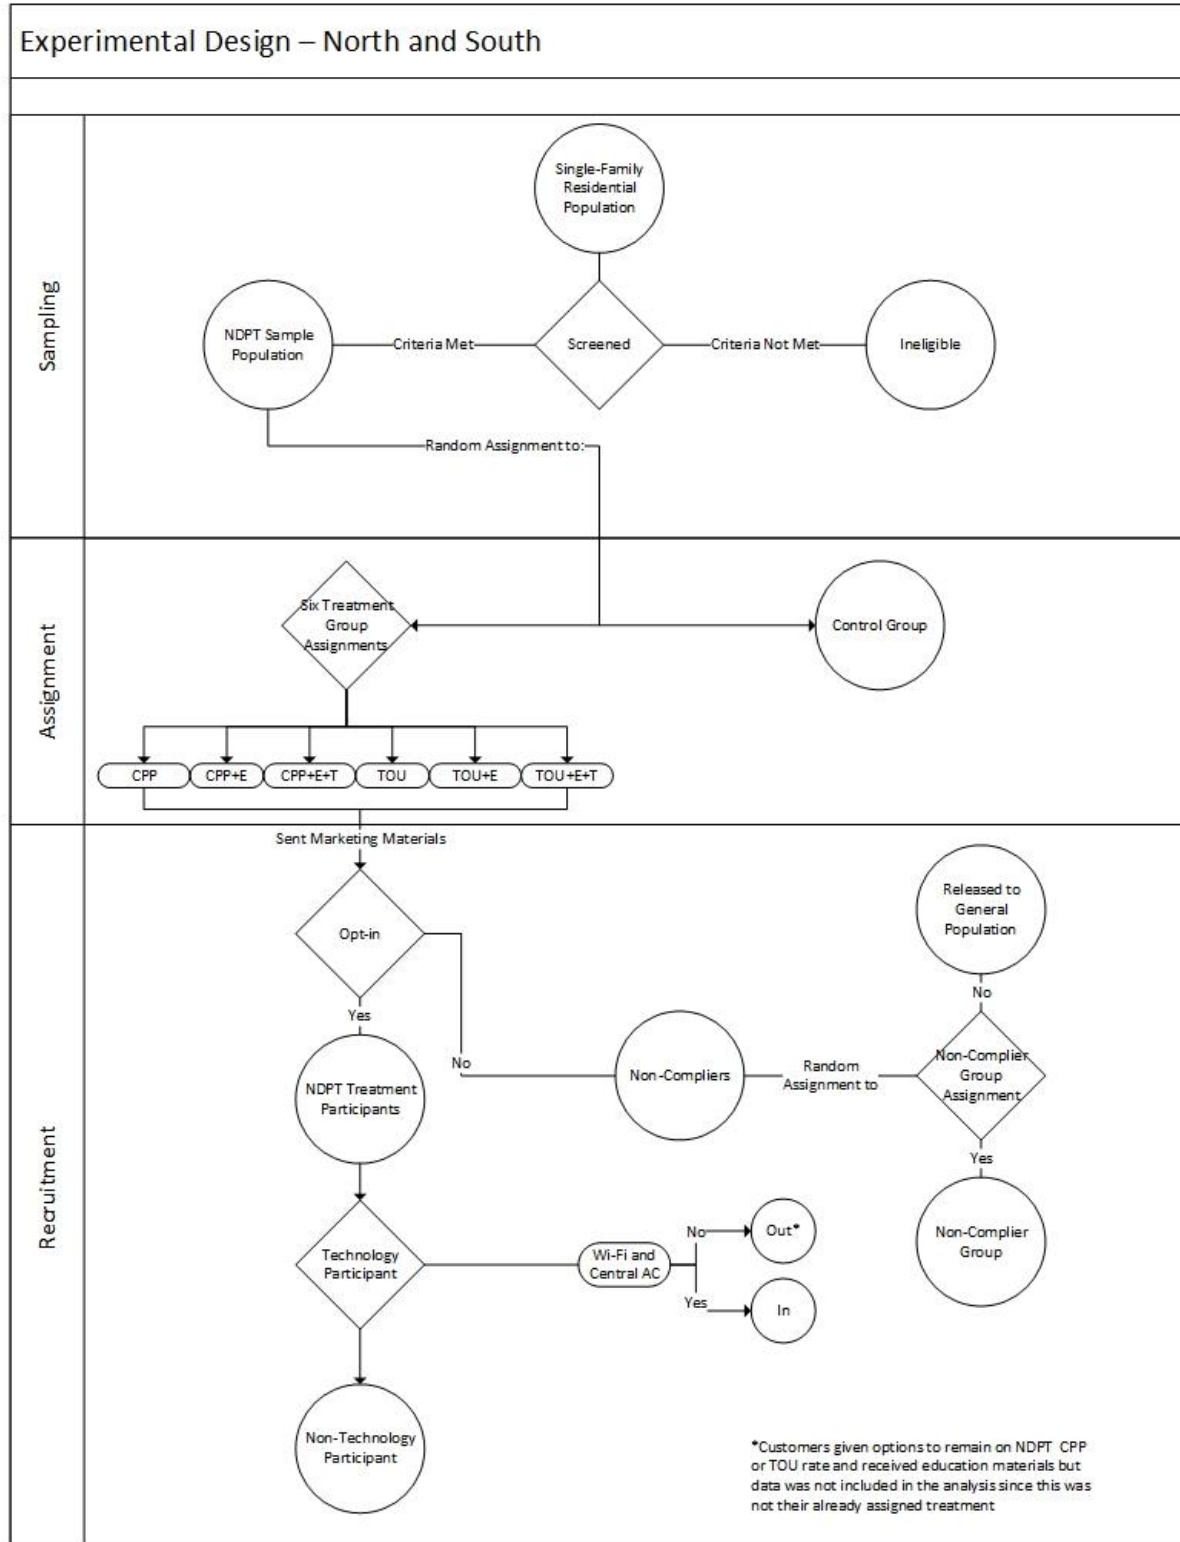 Experimental Design – North and South
Sampling
Single-Family
Residential
Population
NDPT Sample
Population
Criteria Met
Screened
Criteria Not Met
Ineligible
Random Assignment to:
Assignment
Six Treatment
Group
Assignments
Control Group
CPP
CPP+E
CPP+E+T
TOU
TOU+E
TOU+E+T
Recruitment
Sent Marketing Materials
Opt-in
Yes
No
NDPT Treatment
Participants
Non-Compliers
Random
Assignment to
Released to
General
Population
No
Non-Complier
Group
Assignment
Yes
Non-Complier
Group
Technology
Participant
Wi-Fi and
Central AC
No
Out*
Yes
In
Non-Technology
Participant
*Customers given options to remain on NDPT CPP
or TOU rate and received education materials but
data was not included in the analysis since this was
not their already assigned treatment